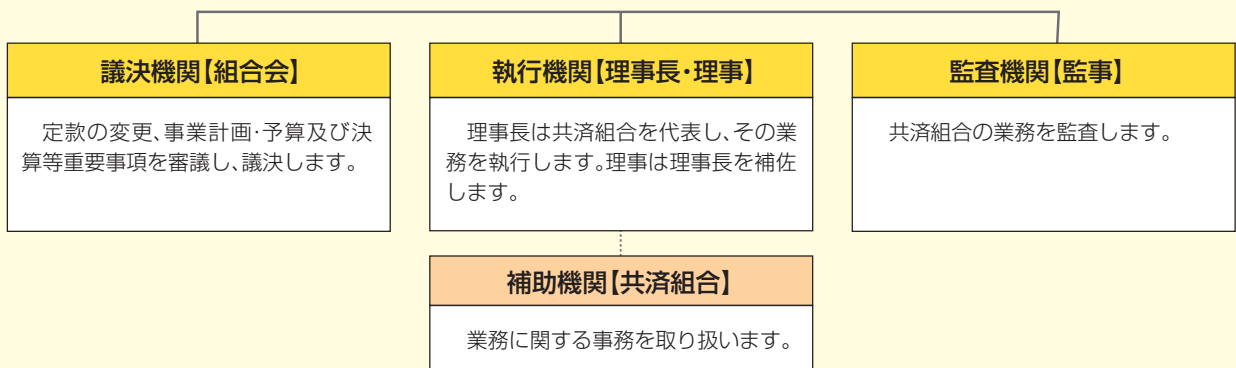 議決機関【組合会】
定款の変更、事業計画・予算及び決
算等重要事項を審議し、議決します。
執行機関【理事長・理事】
理事長は共済組合を代表し、その業
務を執行します。理事は理事長を補佐
します。
監査機関【監事】
共済組合の業務を監査します。
補助機関【共済組合】
業務に関する事務を取り扱います。